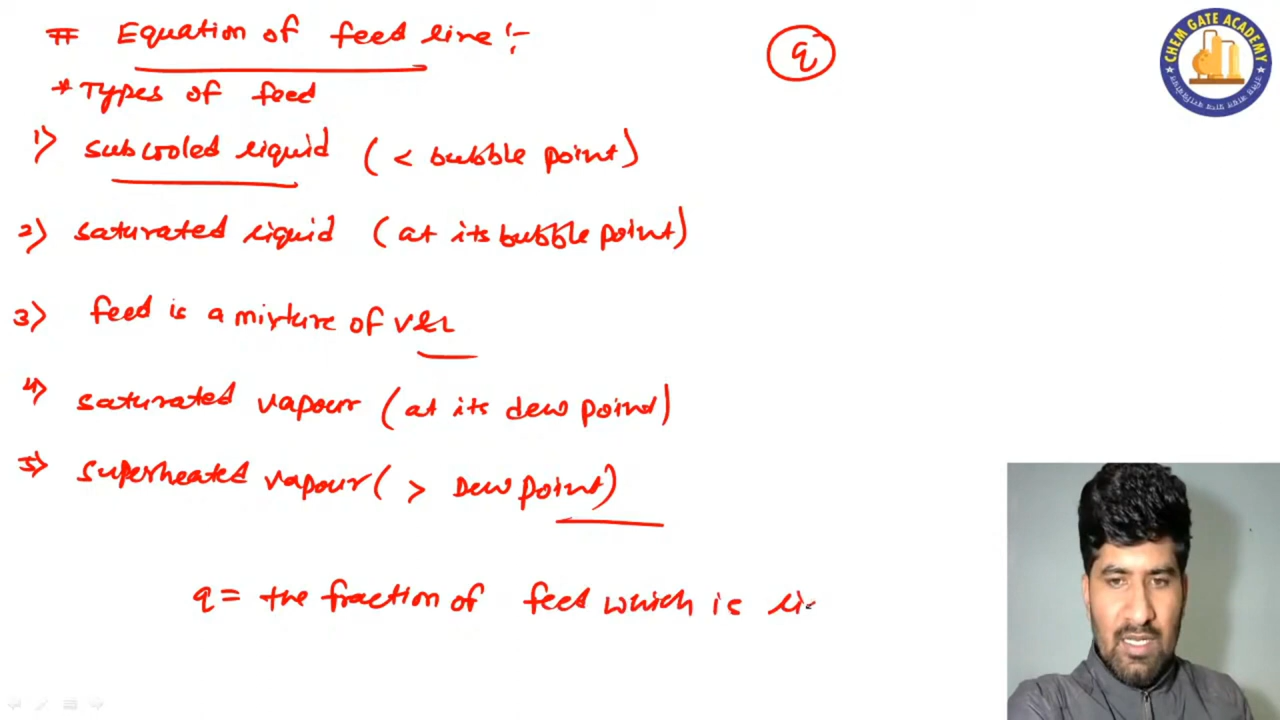 # Equation of feed line :-
q
* Types of feed
1) subcooled liquid ( < bubble point )
2) saturated liquid ( at its bubble point )
3) feed is a mixture of V & L
4) saturated vapour ( at its dew point )
5) superheated vapour ( > Dew point )
q = the fraction of feed which is li
CHEM GATE ACADEMY